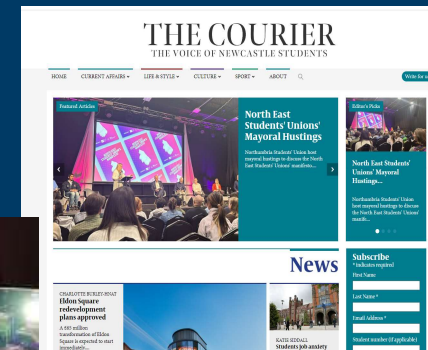 THE COURIER
THE VOICE OF NEWCASTLE STUDENTS
HOME CURRENT AFFAIRS LIFE & STYLE CULTURE SPORT ABOUT
Write for
Featured Articles
North East
Students' Unions'
Mayoral Hustings
Northumbria Students' Union host
mayoral hustings to discuss the North
East Students' Unions' manifesto...
Editor's Picks
North East Students'
Unions' Mayoral
Hustings...
Northumbria Students' Union
host mayoral hustings to discuss
the North East Students' Unions'
manife...
News
CHARLOTTE BURLEY-HNAT
Eldon Square
redevelopment
plans approved
transformation of Eldon
Square is expected to start
immediately...
KATIE SIDDALL
Students job anxiety
Subscribe
* indicates required
First Name
Last Name *
Email Address *
Student number (if applicable)